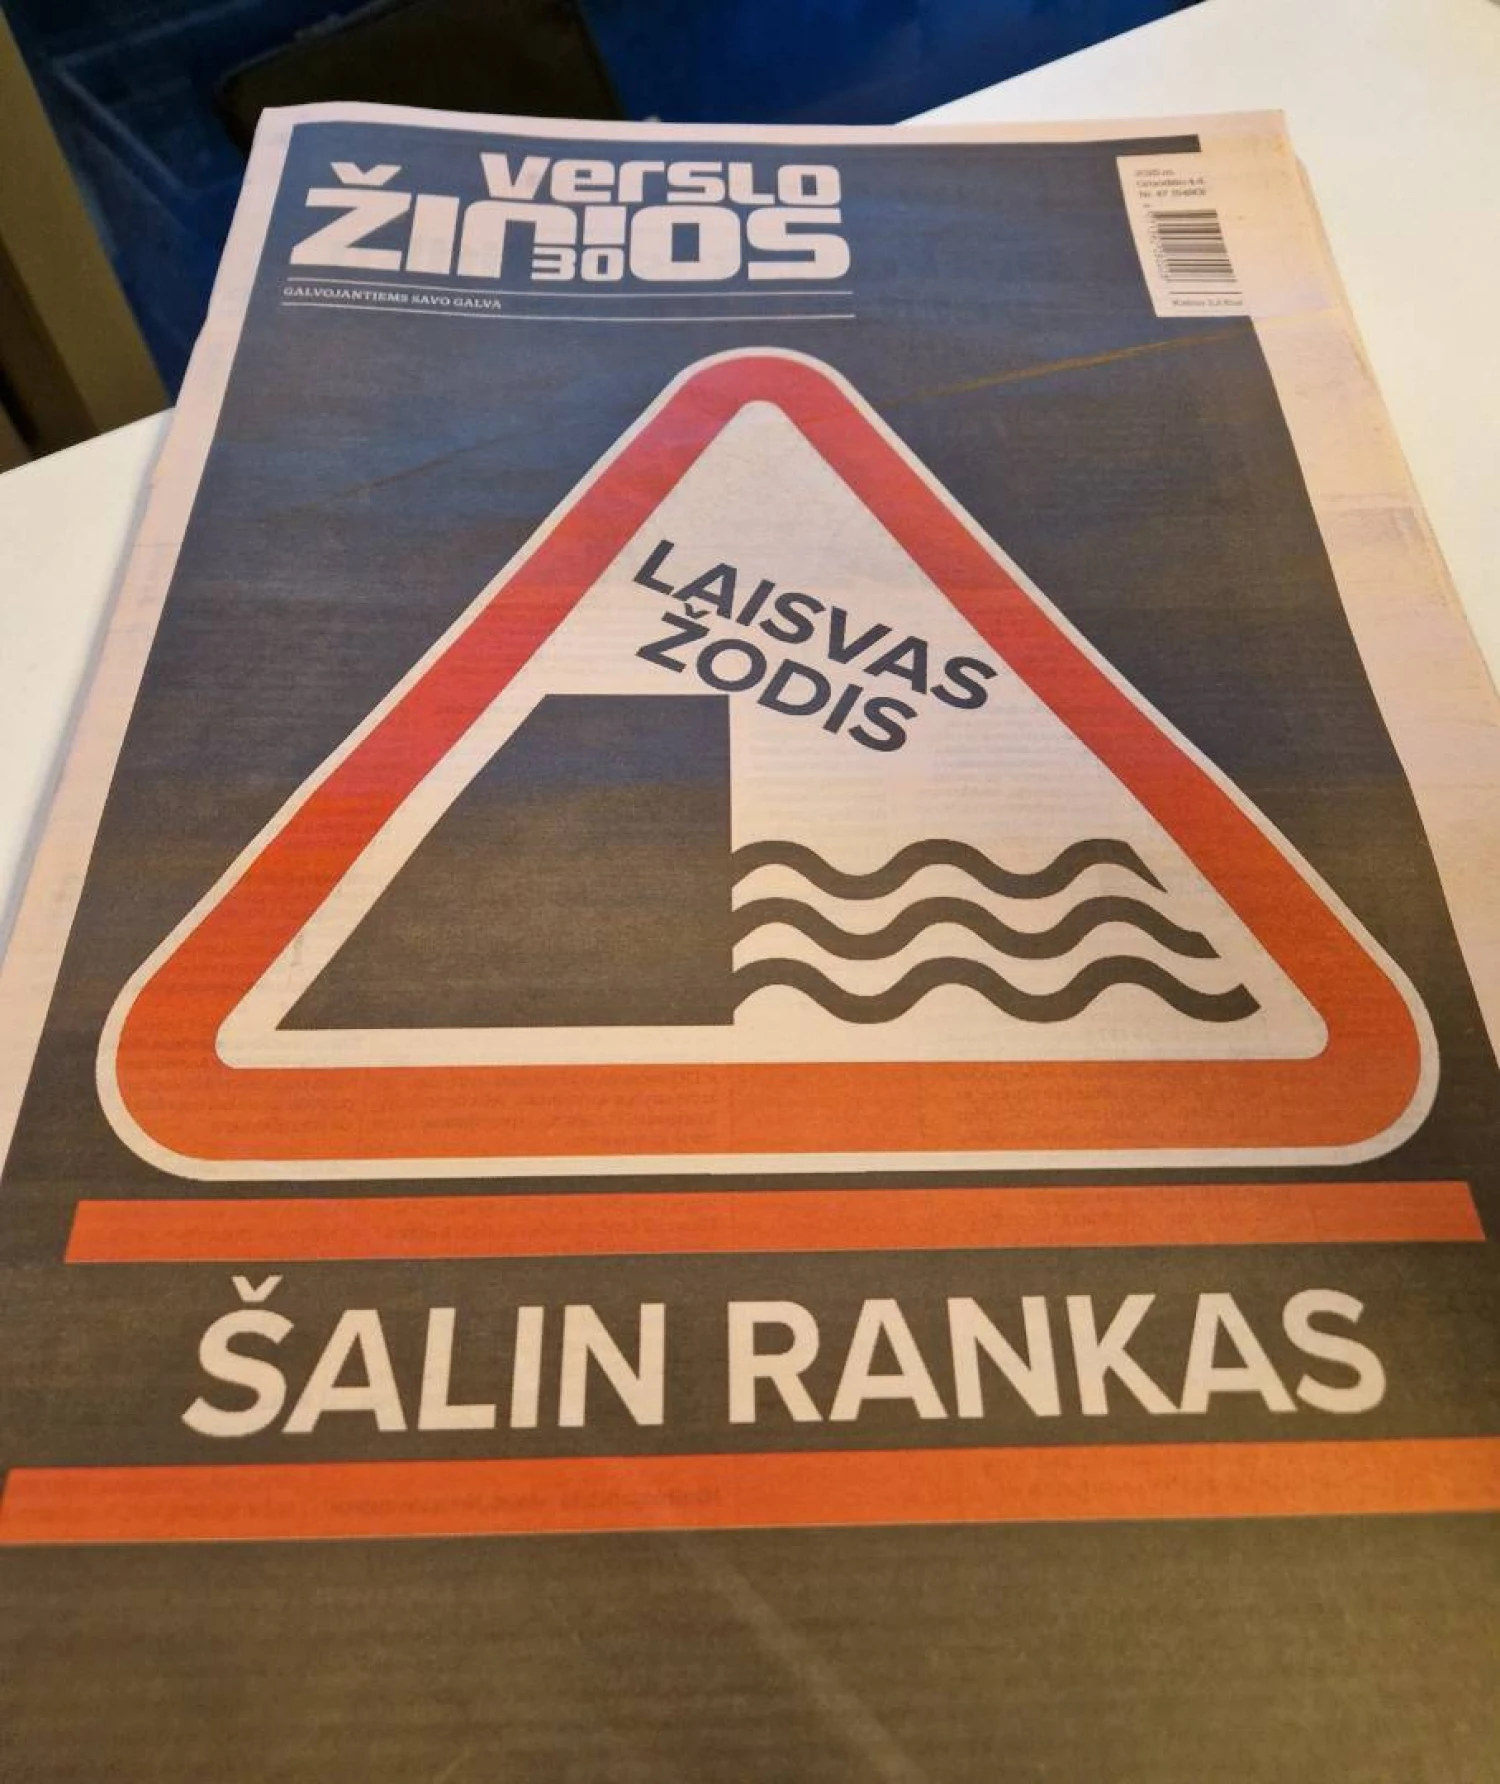 VERSLO
ŽINIOS
30
GALVOJANTIEMS SAVO GALVA
LAISVAS
ŽODIS
ŠALIN RANKAS